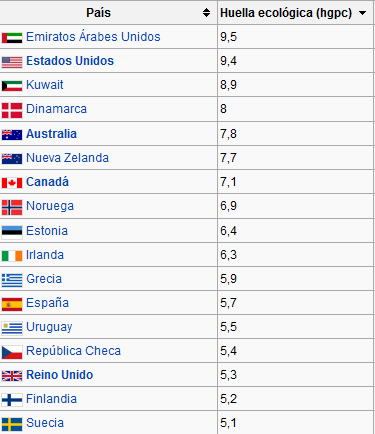 País Huella ecológica (hgpc)
Emiratos Árabes Unidos 9,5
Estados Unidos 9,4
Kuwait 8,9
Dinamarca 8
Australia 7,8
Nueva Zelanda 7,7
Canadá 7,1
Noruega 6,9
Estonia 6,4
Irlanda 6,3
Grecia 5,9
España 5,7
Uruguay 5,5
República Checa 5,4
Reino Unido 5,3
Finlandia 5,2
Suecia 5,1